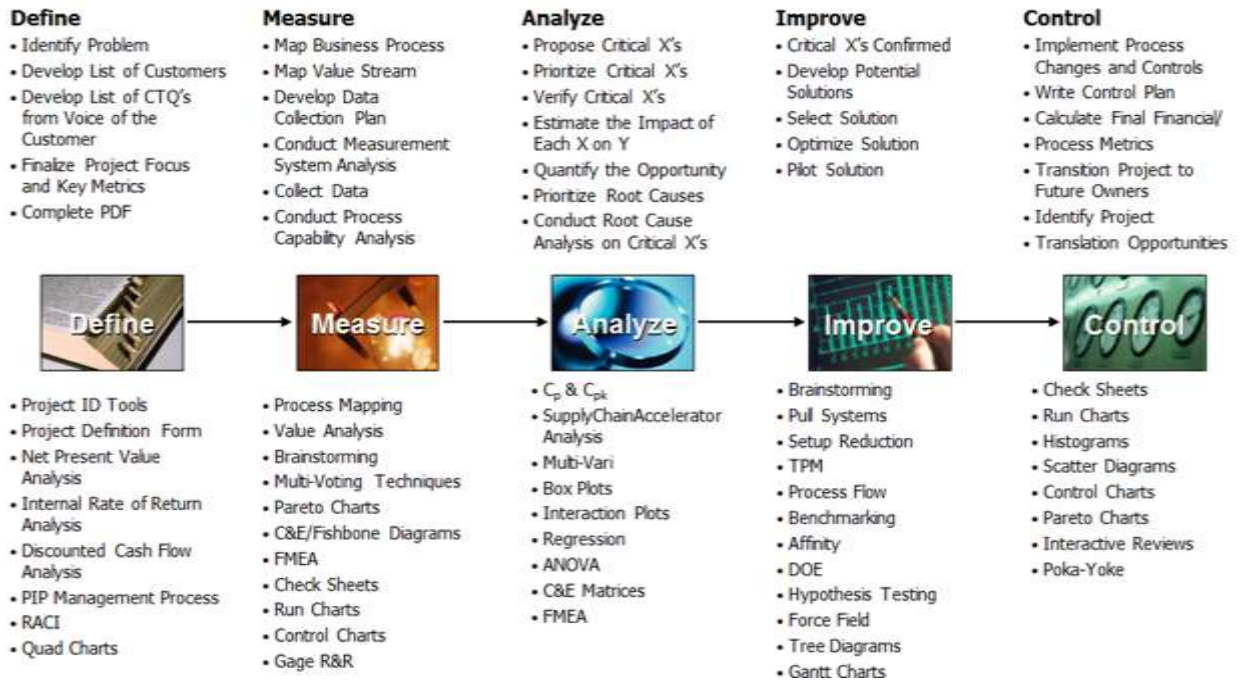 Define
• Identify Problem
• Develop List of Customers
• Develop List of CTQ's
from Voice of the
Customer
• Finalize Project Focus
and Key Metrics
• Complete PDF
Measure
• Map Business Process
• Map Value Stream
• Develop Data
Collection Plan
• Conduct Measurement
System Analysis
• Collect Data
• Conduct Process
Capability Analysis
Analyze
• Propose Critical X's
• Prioritize Critical X's
• Verify Critical X's
• Estimate the Impact of
Each X on Y
• Quantify the Opportunity
• Prioritize Root Causes
• Conduct Root Cause
Analysis on Critical X's
Improve
• Critical X's Confirmed
• Develop Potential
Solutions
• Select Solution
• Optimize Solution
• Pilot Solution
Control
• Implement Process
Changes and Controls
• Write Control Plan
• Calculate Final Financial/
• Process Metrics
• Transition Project to
Future Owners
• Identify Project
• Translation Opportunities
Define
Measure
Analyze
Improve
Control
• Project ID Tools
• Project Definition Form
• Net Present Value
Analysis
• Internal Rate of Return
Analysis
• Discounted Cash Flow
Analysis
• PIP Management Process
• RACI
• Quad Charts
• Process Mapping
• Value Analysis
• Brainstorming
• Multi-Voting Techniques
• Pareto Charts
• C&E/Fishbone Diagrams
• FMEA
• Check Sheets
• Run Charts
• Control Charts
• Gage R&R
• Cp & Cpk
• SupplyChainAccelerator
Analysis
• Multi-Vari
• Box Plots
• Interaction Plots
• Regression
• ANOVA
• C&E Matrices
• FMEA
• Brainstorming
• Pull Systems
• Setup Reduction
• TPM
• Process Flow
• Benchmarking
• Affinity
• DOE
• Hypothesis Testing
• Force Field
• Tree Diagrams
• Gantt Charts
• Check Sheets
• Run Charts
• Histograms
• Scatter Diagrams
• Control Charts
• Pareto Charts
• Interactive Reviews
• Poka-Yoke